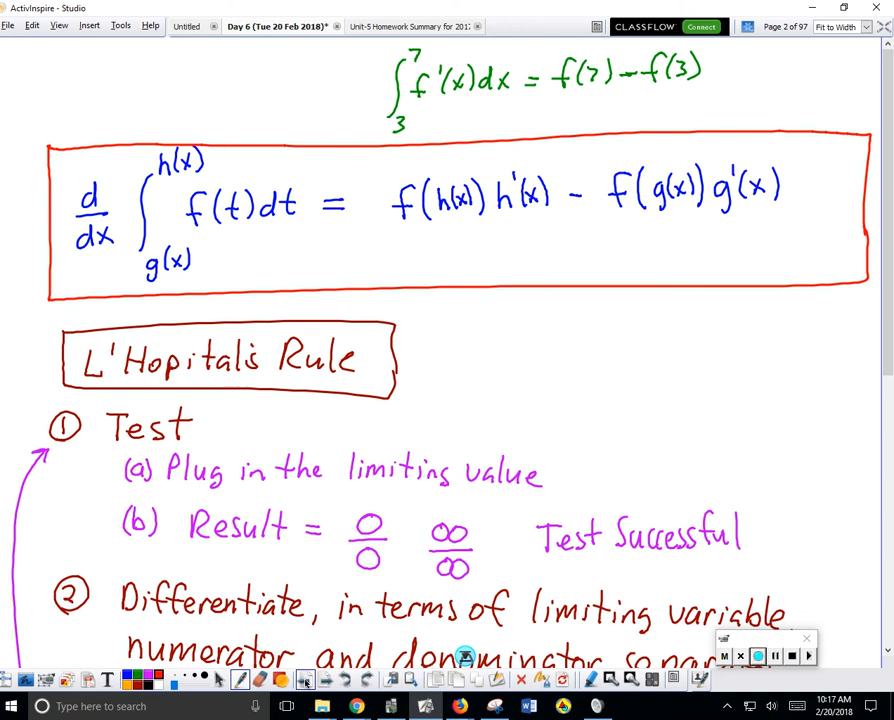 ActivInspire - Studio
File Edit View Insert Tools Help
Untitled
Day 6 (Tue 20 Feb 2018)*
Unit-5 Homework Summary for 2017
CLASSFLOW Connect
Page 2 of 97
Fit to Width
∫₃⁷ f'(x)dx = f(7) - f(3)
d/dx ∫_{g(x)}^{h(x)} f(t)dt = f(h(x)) h'(x) - f(g(x)) g'(x)
L'Hopital's Rule
① Test
(a) Plug in the limiting value
(b) Result = 0/0 ∞/∞ Test Successful
② Differentiate, in terms of limiting variable
numerator and
Type here to search
10:17 AM
2/20/2018